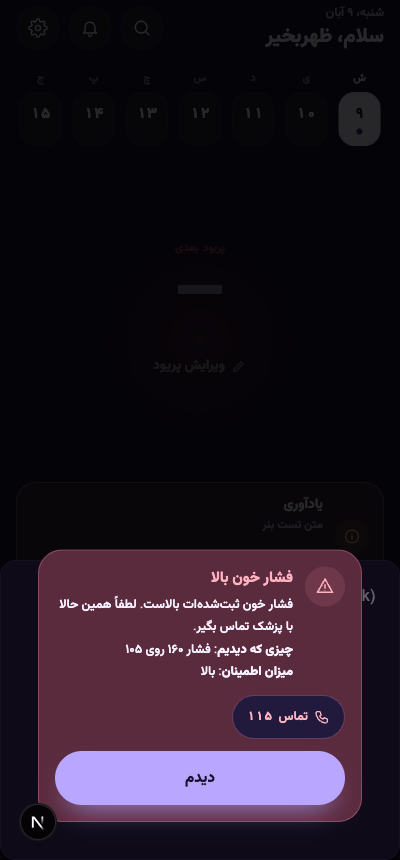 شنبه، ۹ آبان
سلام، ظهربخیر
ش ی د س چ پ ج
۹ ۱۰ ۱۱ ۱۲ ۱۳ ۱۴ ۱۵
پریود بعدی
ویرایش پریود
یادآوری
متن تست بنر
k)
فشار خون بالا
فشار خون ثبت‌شده‌ات بالاست. لطفاً همین حالا
با پزشک تماس بگیر.
چیزی که دیدیم: فشار ۱۶۰ روی ۱۰۵
میزان اطمینان: بالا
تماس ۱۱۵
دیدم
N